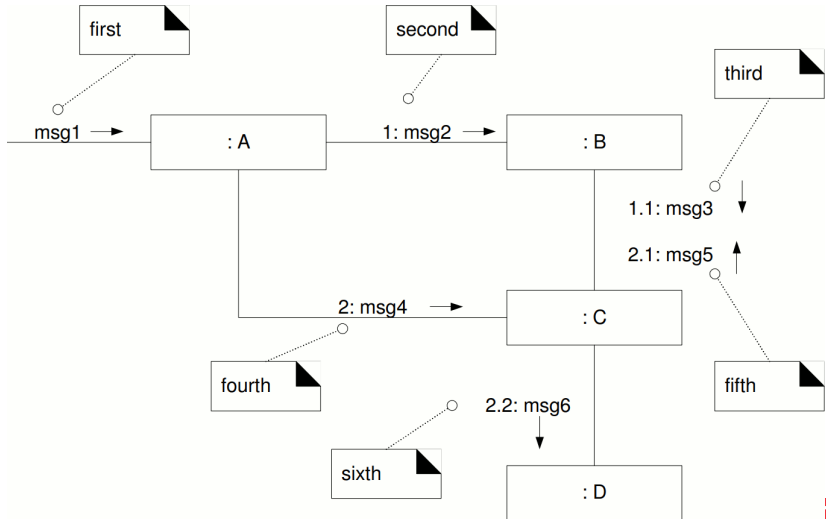 first
second
third
msg1
: A
1: msg2
: B
1.1: msg3
2.1: msg5
2: msg4
: C
fourth
fifth
2.2: msg6
sixth
: D